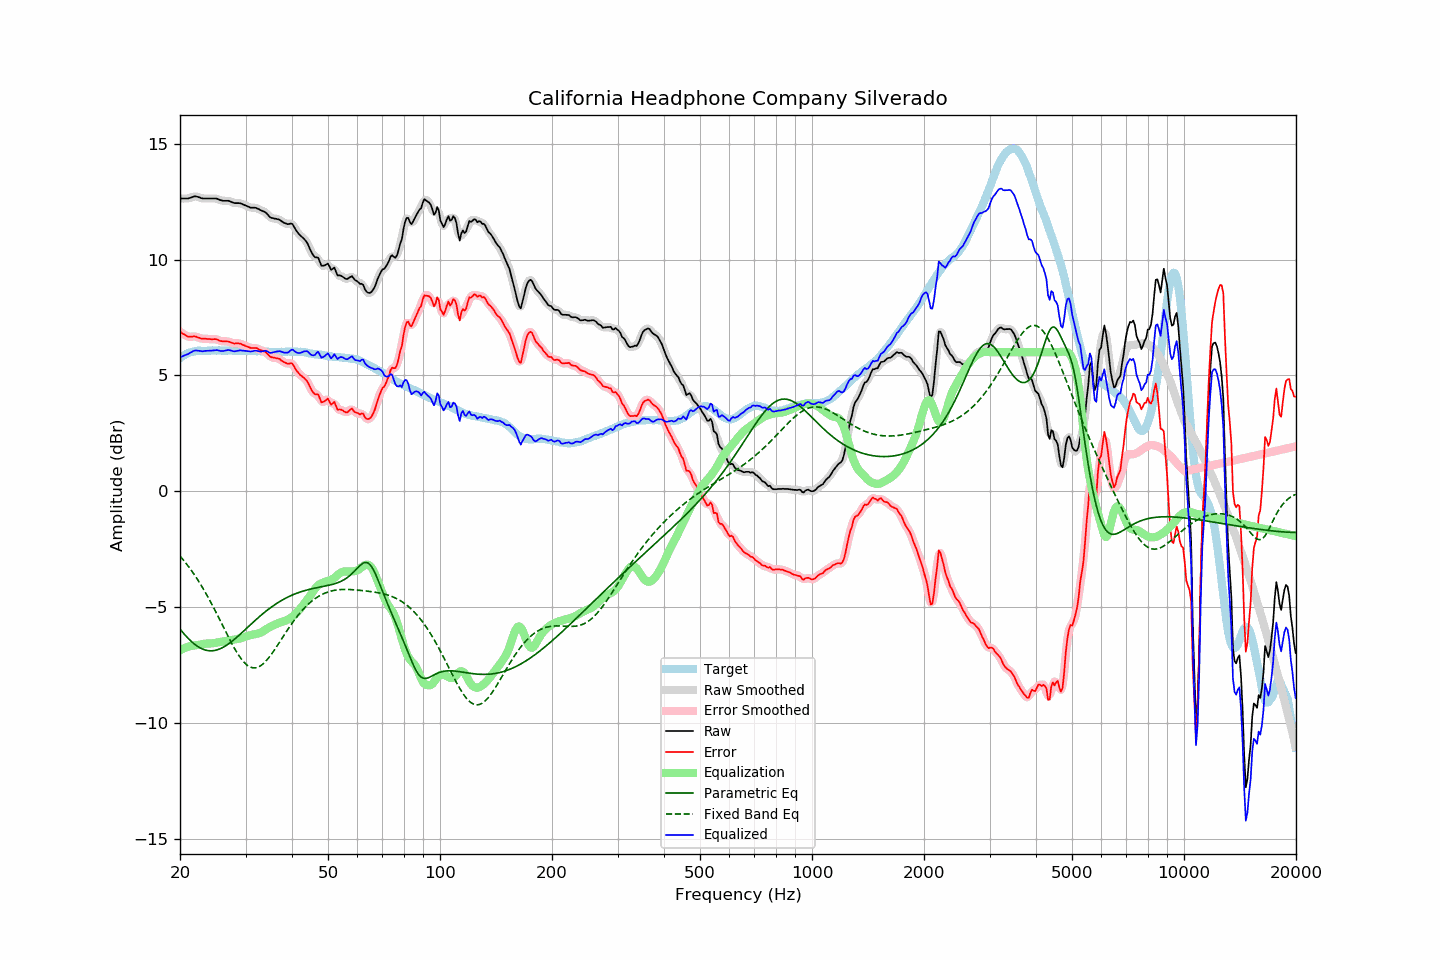 California Headphone Company Silverado
Amplitude (dBr)
15
10
5
0
−5
−10
−15
Target
Raw Smoothed
Error Smoothed
Raw
Error
Equalization
Parametric Eq
Fixed Band Eq
Equalized
20 50 100 200 500 1000 2000 5000 10000 20000
Frequency (Hz)